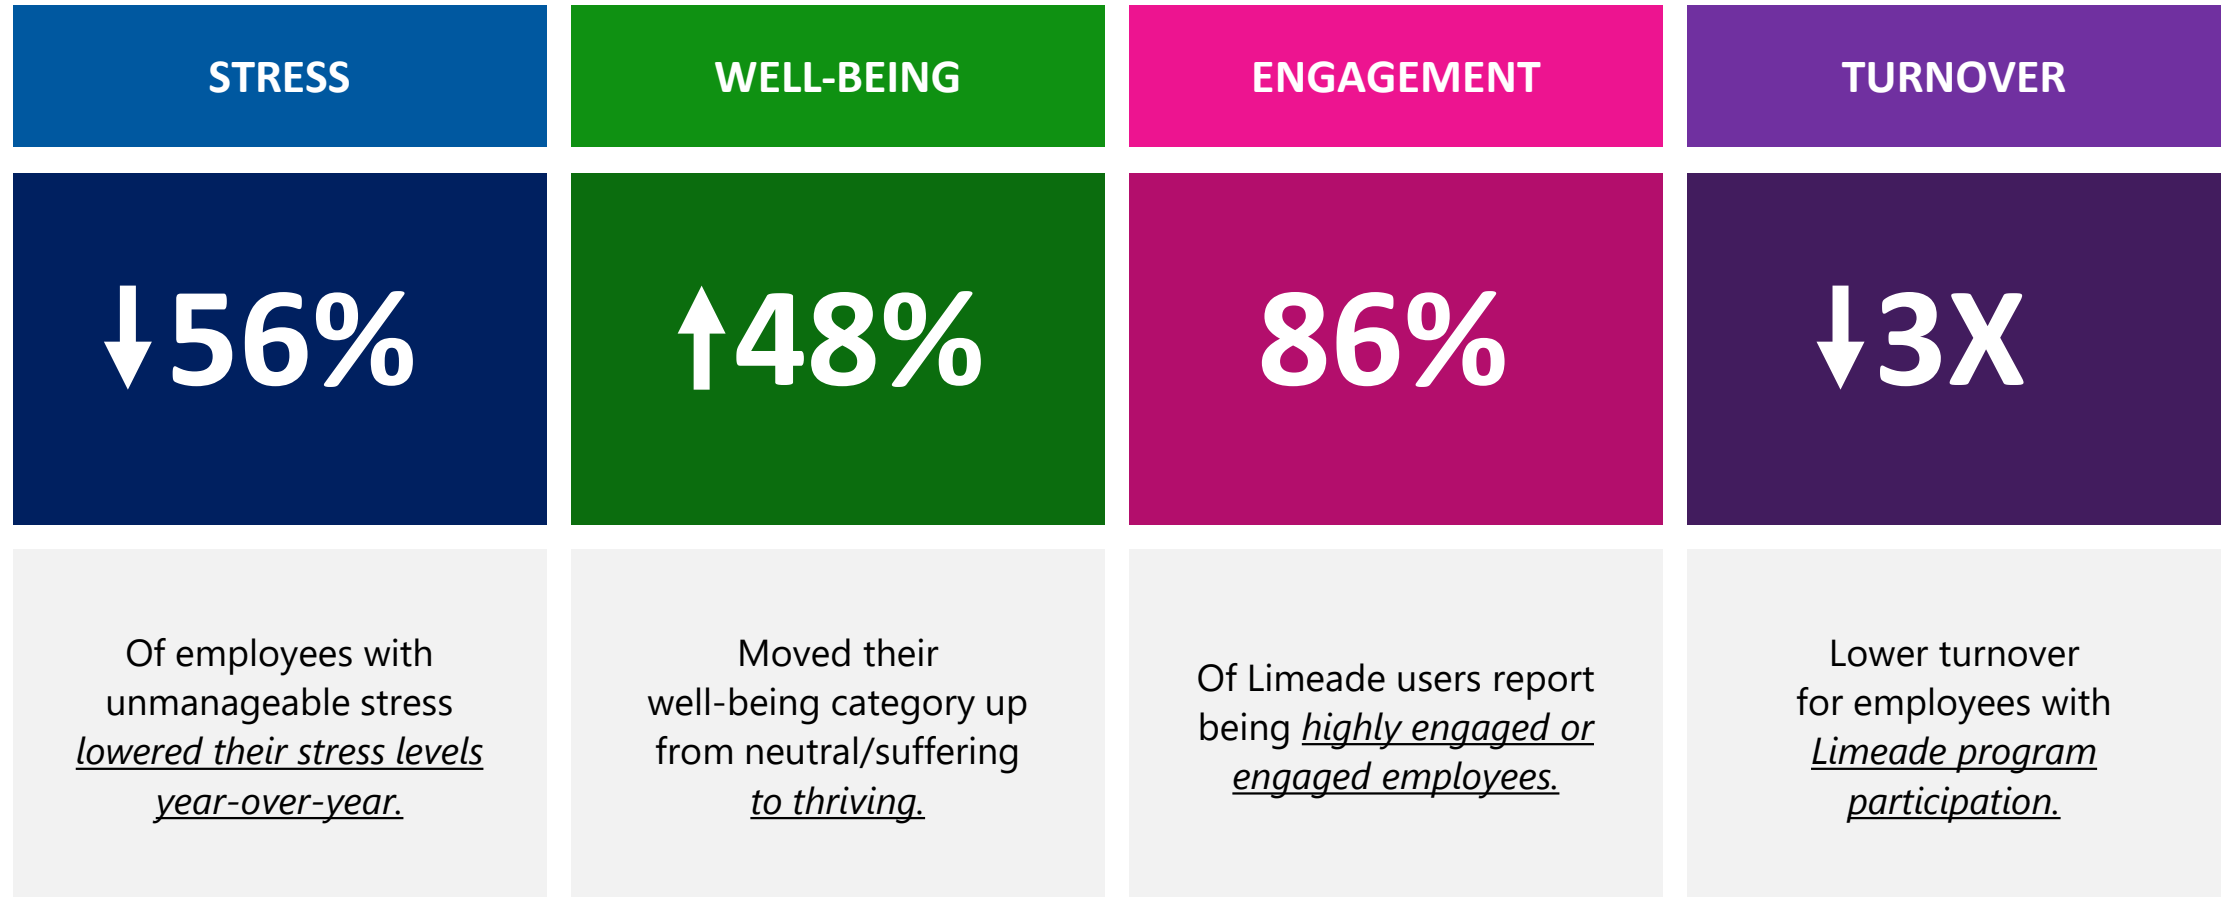 STRESS
WELL-BEING
ENGAGEMENT
TURNOVER
↓56%
↑48%
86%
↓3X
Of employees with
unmanageable stress
lowered their stress levels
year-over-year.
Moved their
well-being category up
from neutral/suffering
to thriving.
Of Limeade users report
being highly engaged or
engaged employees.
Lower turnover
for employees with
Limeade program
participation.